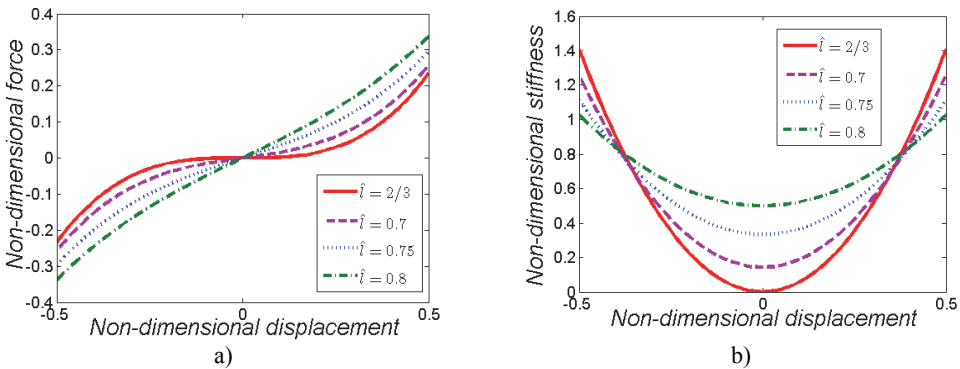 0.4
0.3
0.2
0.1
0
-0.1
-0.2
-0.3
-0.4
Non-dimensional force
-0.5
0
0.5
Non-dimensional displacement
l̂ = 2/3
l̂ = 0.7
l̂ = 0.75
l̂ = 0.8
a)
1.6
1.4
1.2
1
0.8
0.6
0.4
0.2
0
Non-dimensional stiffness
-0.5
0
0.5
Non-dimensional displacement
l̂ = 2/3
l̂ = 0.7
l̂ = 0.75
l̂ = 0.8
b)